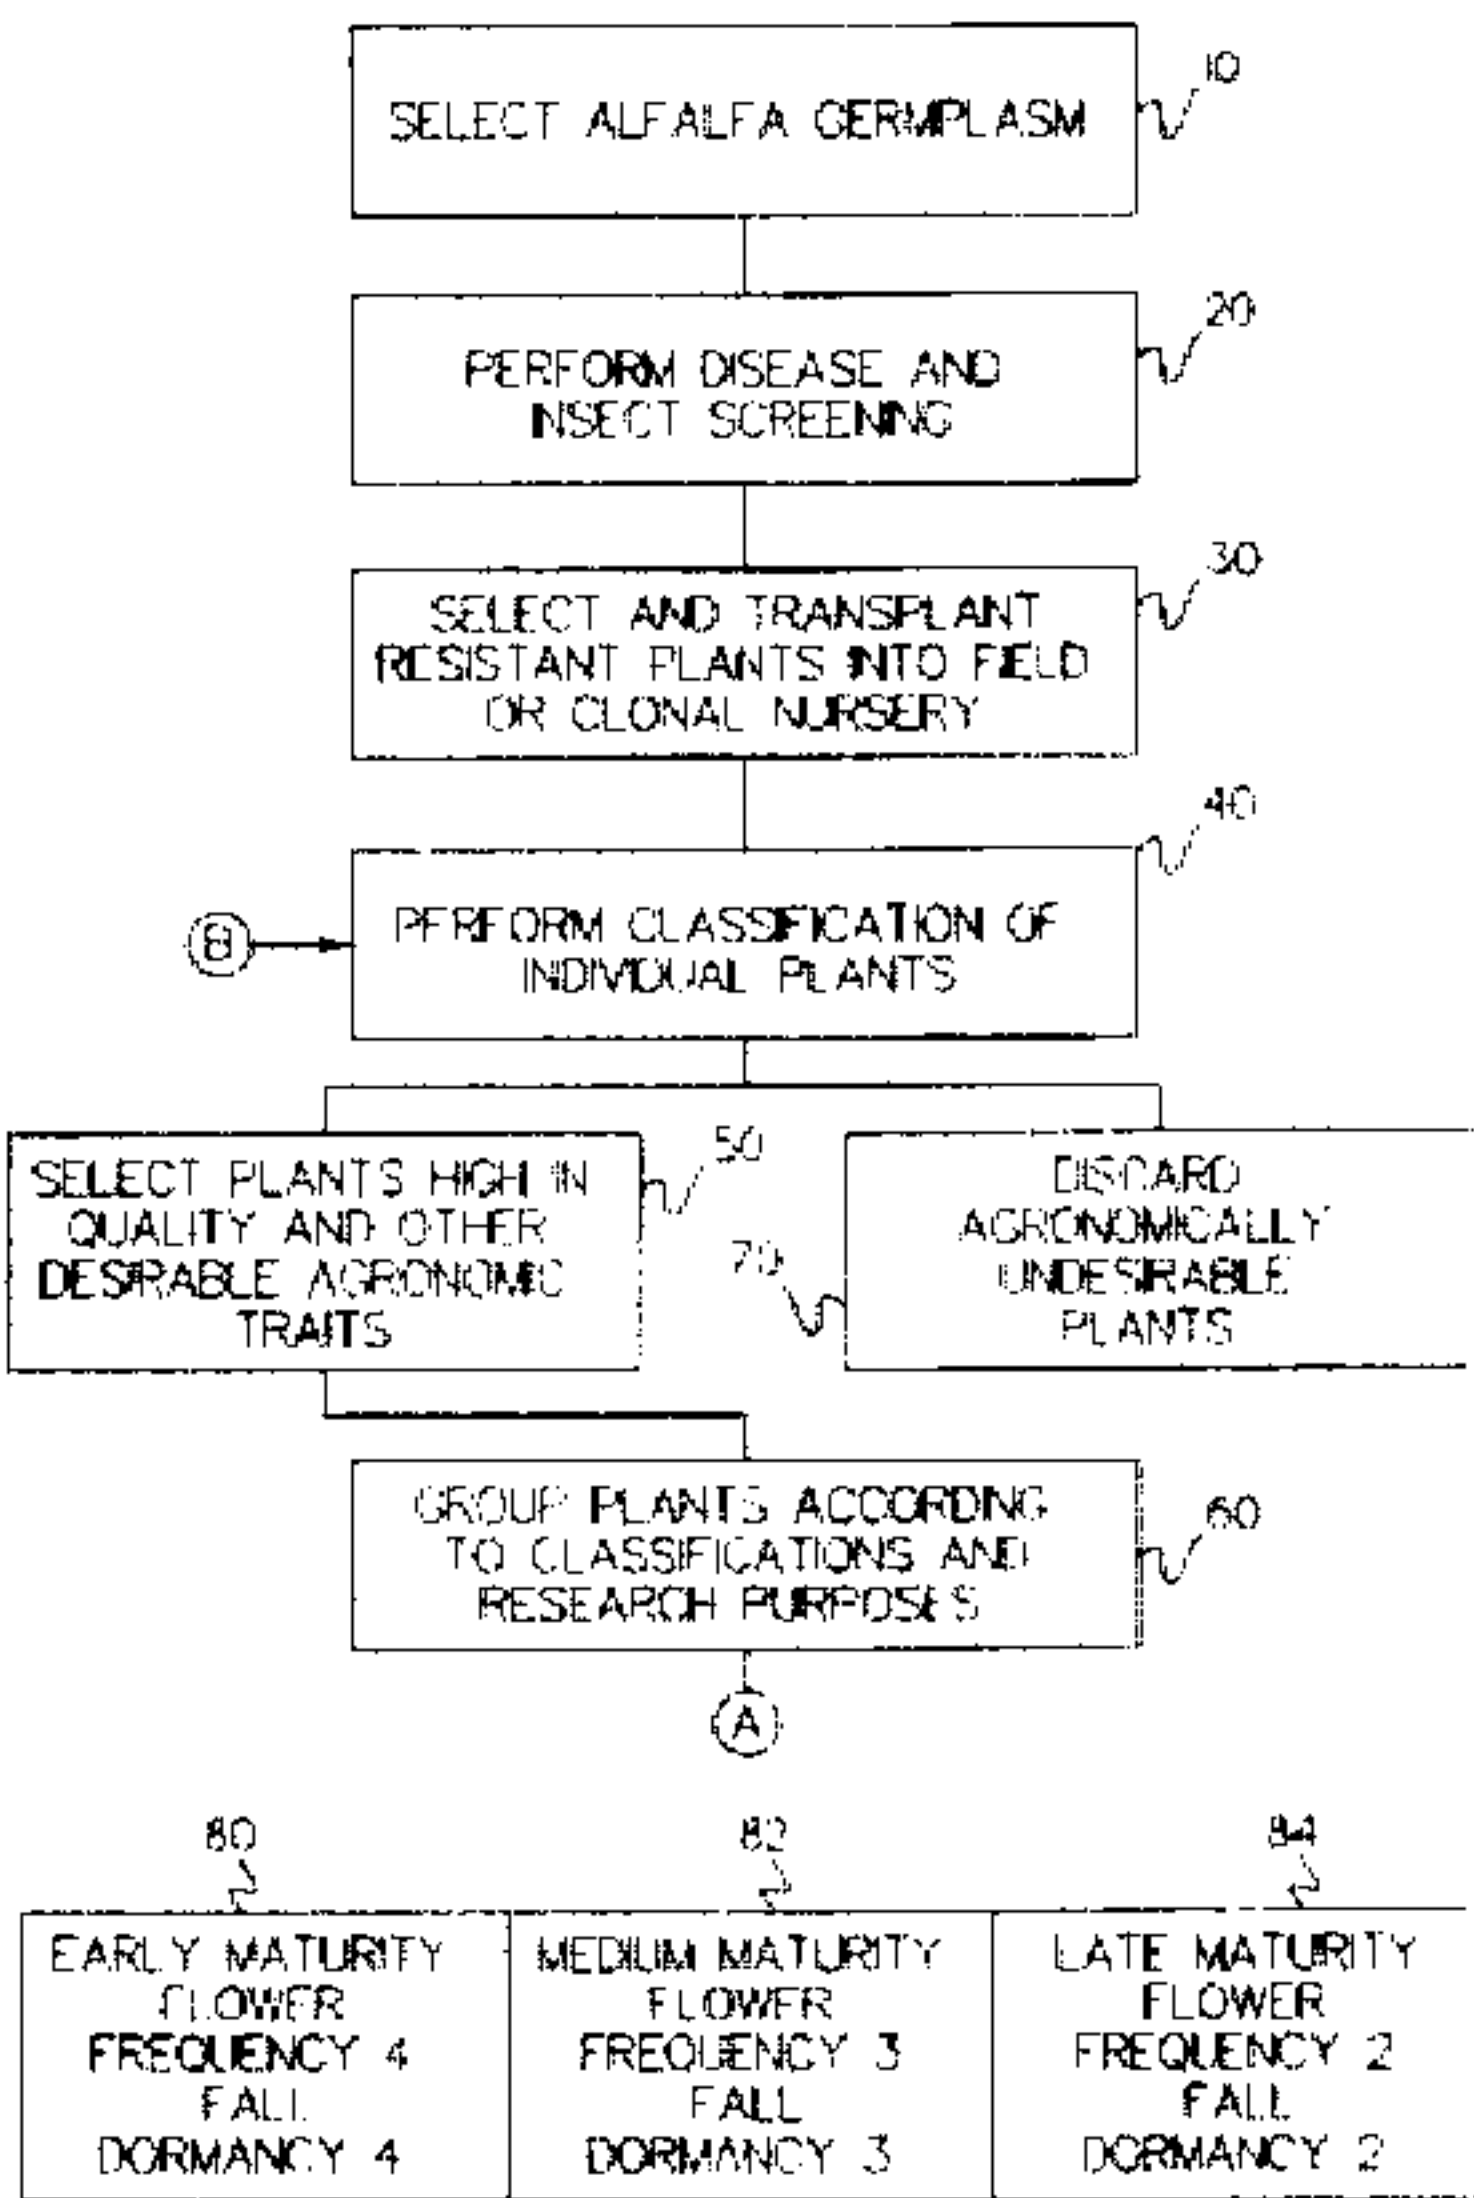 10
SELECT ALFALFA GERMPLASM
20
PERFORM DISEASE AND
INSECT SCREENING
30
SELECT AND TRANSPLANT
RESISTANT PLANTS INTO FIELD
OR CLONAL NURSERY
40
B
PERFORM CLASSIFICATION OF
INDIVIDUAL PLANTS
50
SELECT PLANTS HIGH IN
QUALITY AND OTHER
DESIRABLE AGRONOMIC
TRAITS
70
DISCARD
AGRONOMICALLY
UNDESIRABLE
PLANTS
60
GROUP PLANTS ACCORDING
TO CLASSIFICATIONS AND
RESEARCH PURPOSES
A
80
EARLY MATURITY
FLOWER
FREQUENCY 4
FALL
DORMANCY 4
82
MEDIUM MATURITY
FLOWER
FREQUENCY 3
FALL
DORMANCY 3
84
LATE MATURITY
FLOWER
FREQUENCY 2
FALL
DORMANCY 2